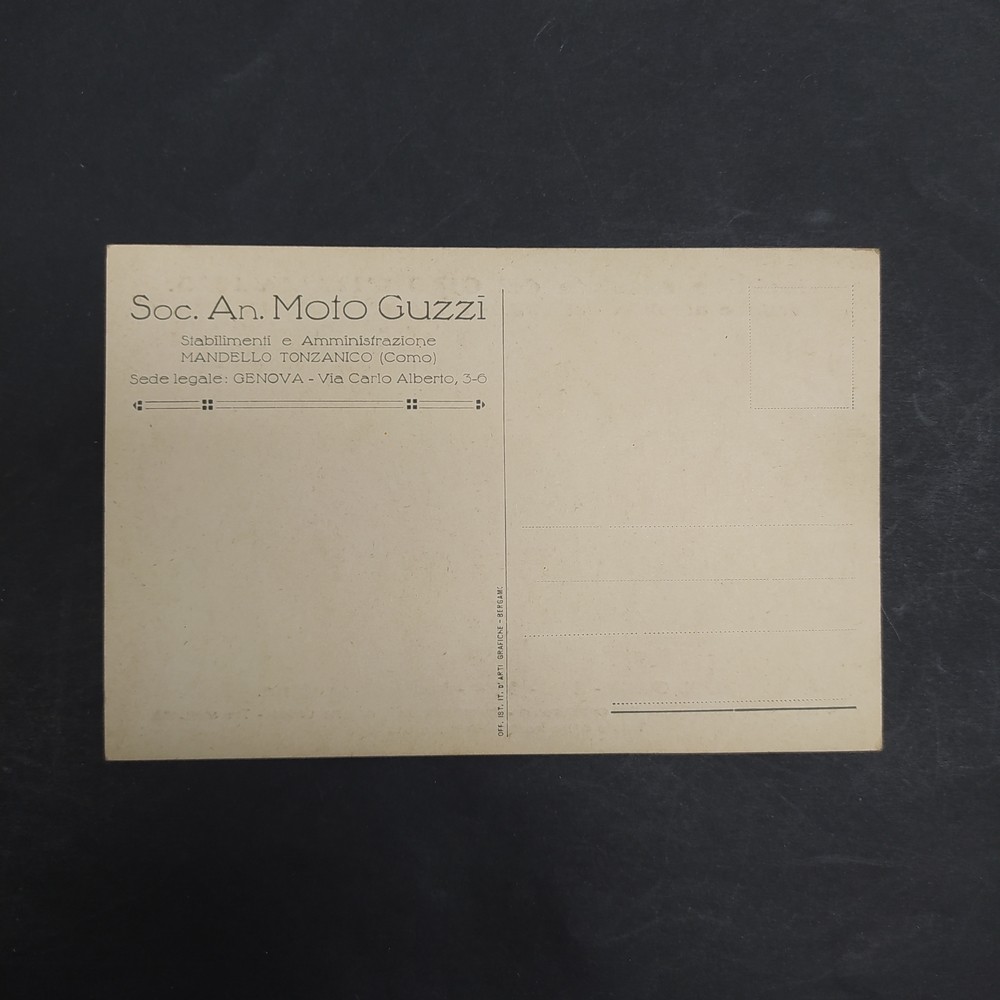 Soc. An. Moto Guzzi
Stabilimenti e Amministrazione
MANDELLO TONZANICO (Como)
Sede legale: GENOVA - Via Carlo Alberto, 3-6
OFF. IST. IT. D'ARTI GRAFICHE - BERGAMO